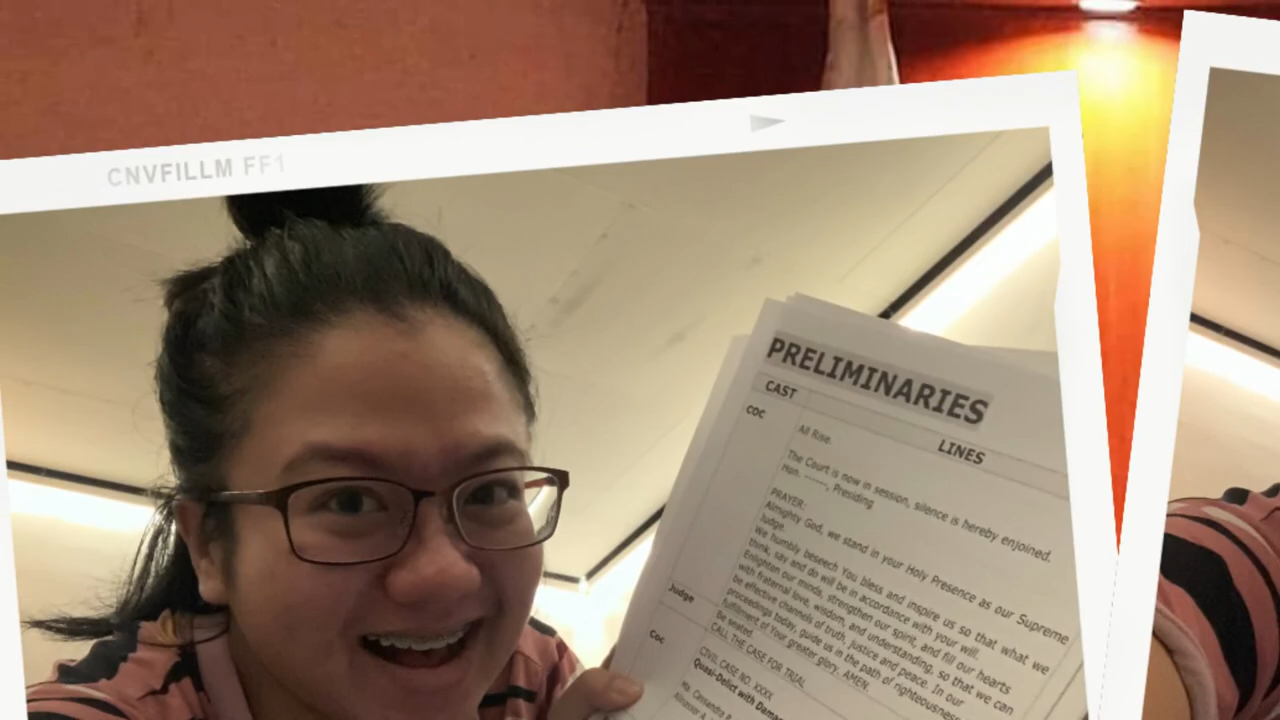 CNVFILLM FF1
PRELIMINARIES
CAST
LINES
COC
All Rise.
The Court is now in session, silence is hereby enjoined.
Hon. ------, Presiding
PRAYER:
Almighty God, we stand in your Holy Presence as our Supreme
Judge.
We humbly beseech You bless and inspire us so that what we
think, say and do will be in accordance with your will.
Enlighten our minds, strengthen our spirit, and fill our hearts
with fraternal love, wisdom, and understanding, so that we can
be effective channels of truth, justice and peace. In our
proceedings today, guide us in the path of righteousness
fulfillment of your greater glory. AMEN.
Judge
Be seated.
CALL THE CASE FOR TRIAL
Coc
CIVIL CASE NO. XXXX
Quasi-Delict with